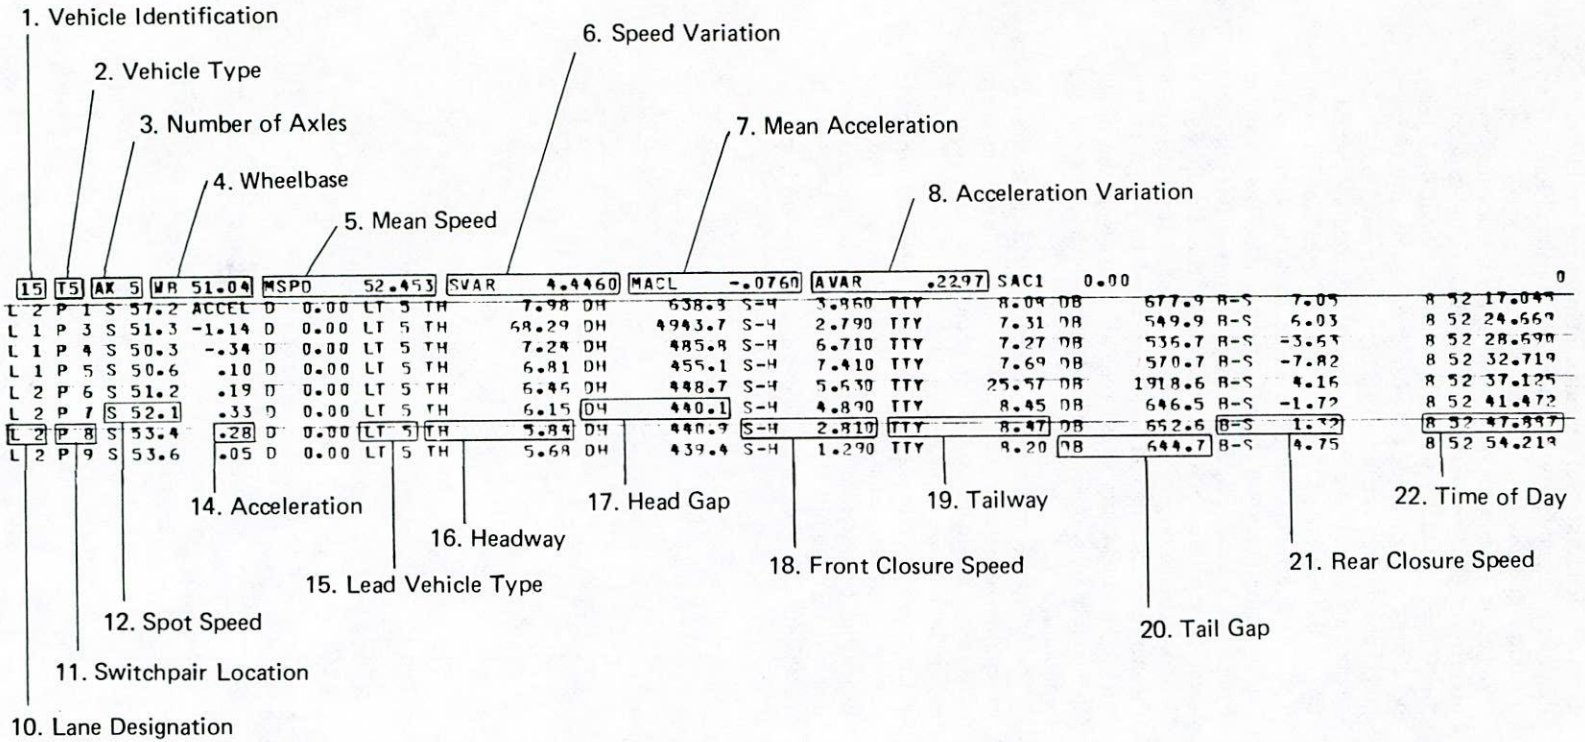 1. Vehicle Identification
6. Speed Variation
2. Vehicle Type
3. Number of Axles
7. Mean Acceleration
4. Wheelbase
8. Acceleration Variation
5. Mean Speed
15 T5 AX 5 WB 51.04 MSPD 52.453 SVAR 4.4460 MACL -.0760 AVAR .2297 SAC1 0.00 0
L 2 P 1 S 57.2 ACCEL D 0.00 LT 5 TH 7.98 DH 638.3 S-H 3.960 TTY 8.09 DB 677.9 B-S 7.05 8 52 17.045
L 1 P 3 S 51.3 -1.14 D 0.00 LT 5 TH 68.29 DH 4943.7 S-H 2.790 TTY 7.31 DB 549.9 B-S 6.03 8 52 24.669
L 1 P 4 S 50.3 -.34 D 0.00 LT 5 TH 7.24 DH 485.8 S-H 6.710 TTY 7.27 DB 536.7 B-S -3.63 8 52 28.690
L 1 P 5 S 50.6 .10 D 0.00 LT 5 TH 6.81 DH 455.1 S-H 7.410 TTY 7.69 DB 570.7 B-S -7.82 8 52 32.719
L 2 P 6 S 51.2 .19 D 0.00 LT 5 TH 6.46 DH 448.7 S-H 5.630 TTY 25.57 DB 1918.6 B-S 4.16 8 52 37.125
L 2 P 7 S 52.1 .33 D 0.00 LT 5 TH 6.15 DH 440.1 S-H 4.890 TTY 8.45 DB 646.5 B-S -1.72 8 52 41.472
L 2 P 8 S 53.4 .28 D 0.00 LT 5 TH 5.84 DH 440.9 S-H 2.810 TTY 8.47 DB 652.6 B-S 1.32 8 52 47.897
L 2 P 9 S 53.6 .05 D 0.00 LT 5 TH 5.68 DH 439.4 S-H 1.290 TTY 8.20 DB 644.7 B-S 4.75 8 52 54.219
14. Acceleration
17. Head Gap
19. Tailway
22. Time of Day
16. Headway
18. Front Closure Speed
21. Rear Closure Speed
15. Lead Vehicle Type
12. Spot Speed
20. Tail Gap
11. Switchpair Location
10. Lane Designation